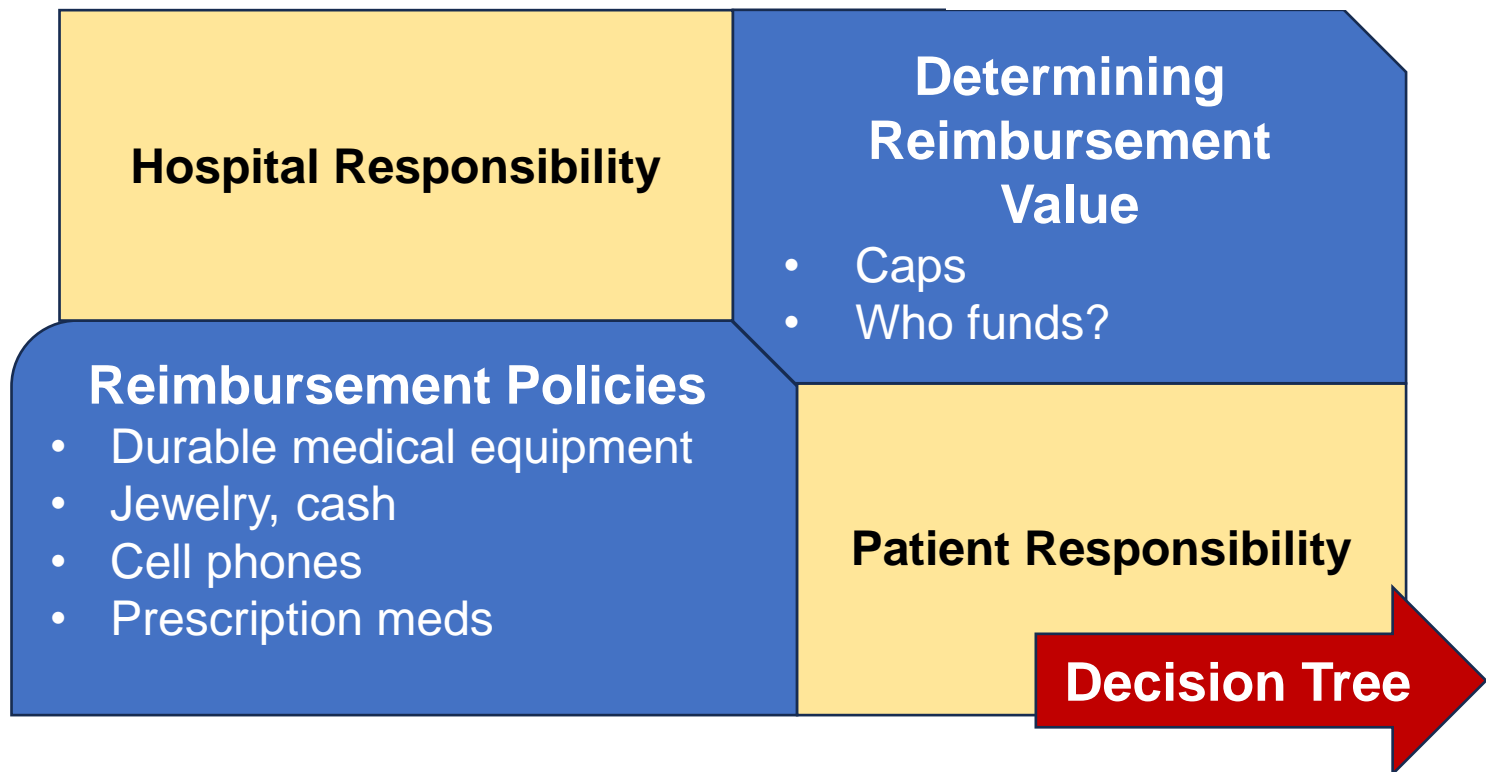 Hospital Responsibility
Determining
Reimbursement
Value
• Caps
• Who funds?
Reimbursement Policies
• Durable medical equipment
• Jewelry, cash
• Cell phones
• Prescription meds
Patient Responsibility
Decision Tree